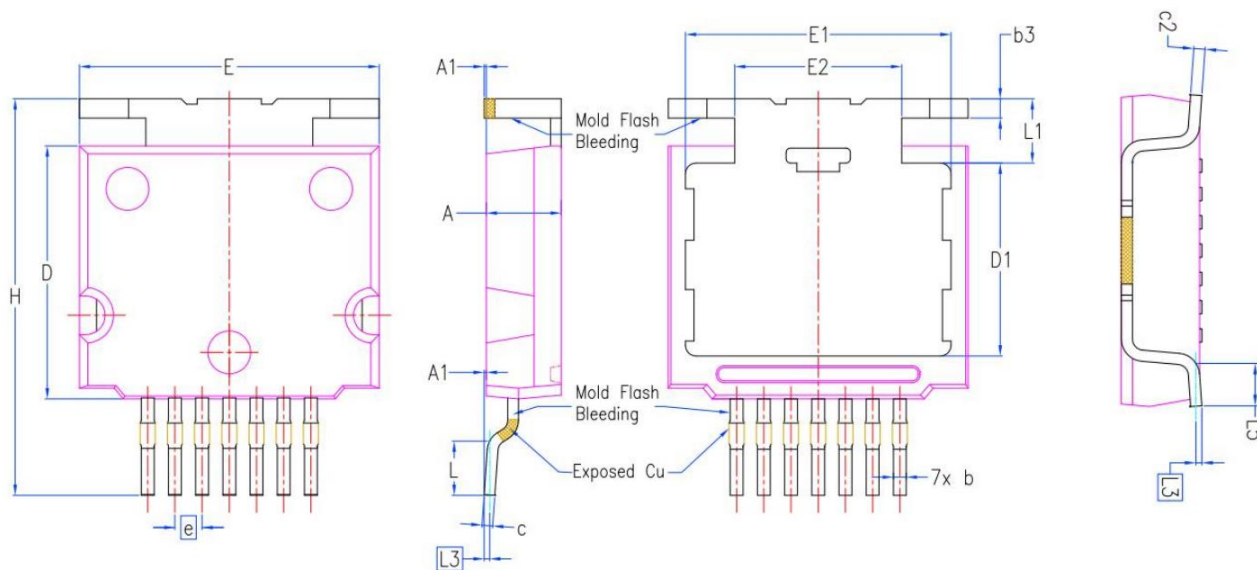 E
D
H
e
A1
A
A1
L
c
L3
Mold Flash
Bleeding
Mold Flash
Bleeding
Exposed Cu
E1
E2
b3
L1
D1
7x b
c2
L5
L3